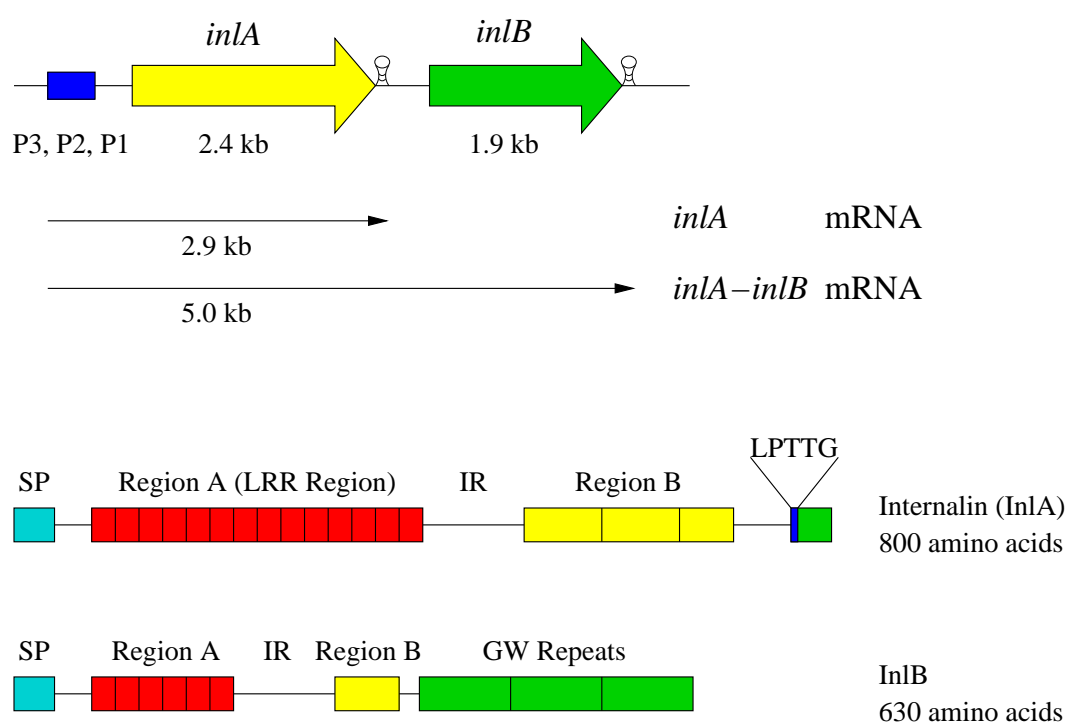 inlA inlB
P3, P2, P1 2.4 kb 1.9 kb
inlA mRNA
2.9 kb
inlA–inlB mRNA
5.0 kb
LPTTG
SP Region A (LRR Region) IR Region B
Internalin (InlA)
800 amino acids
SP Region A IR Region B GW Repeats
InlB
630 amino acids